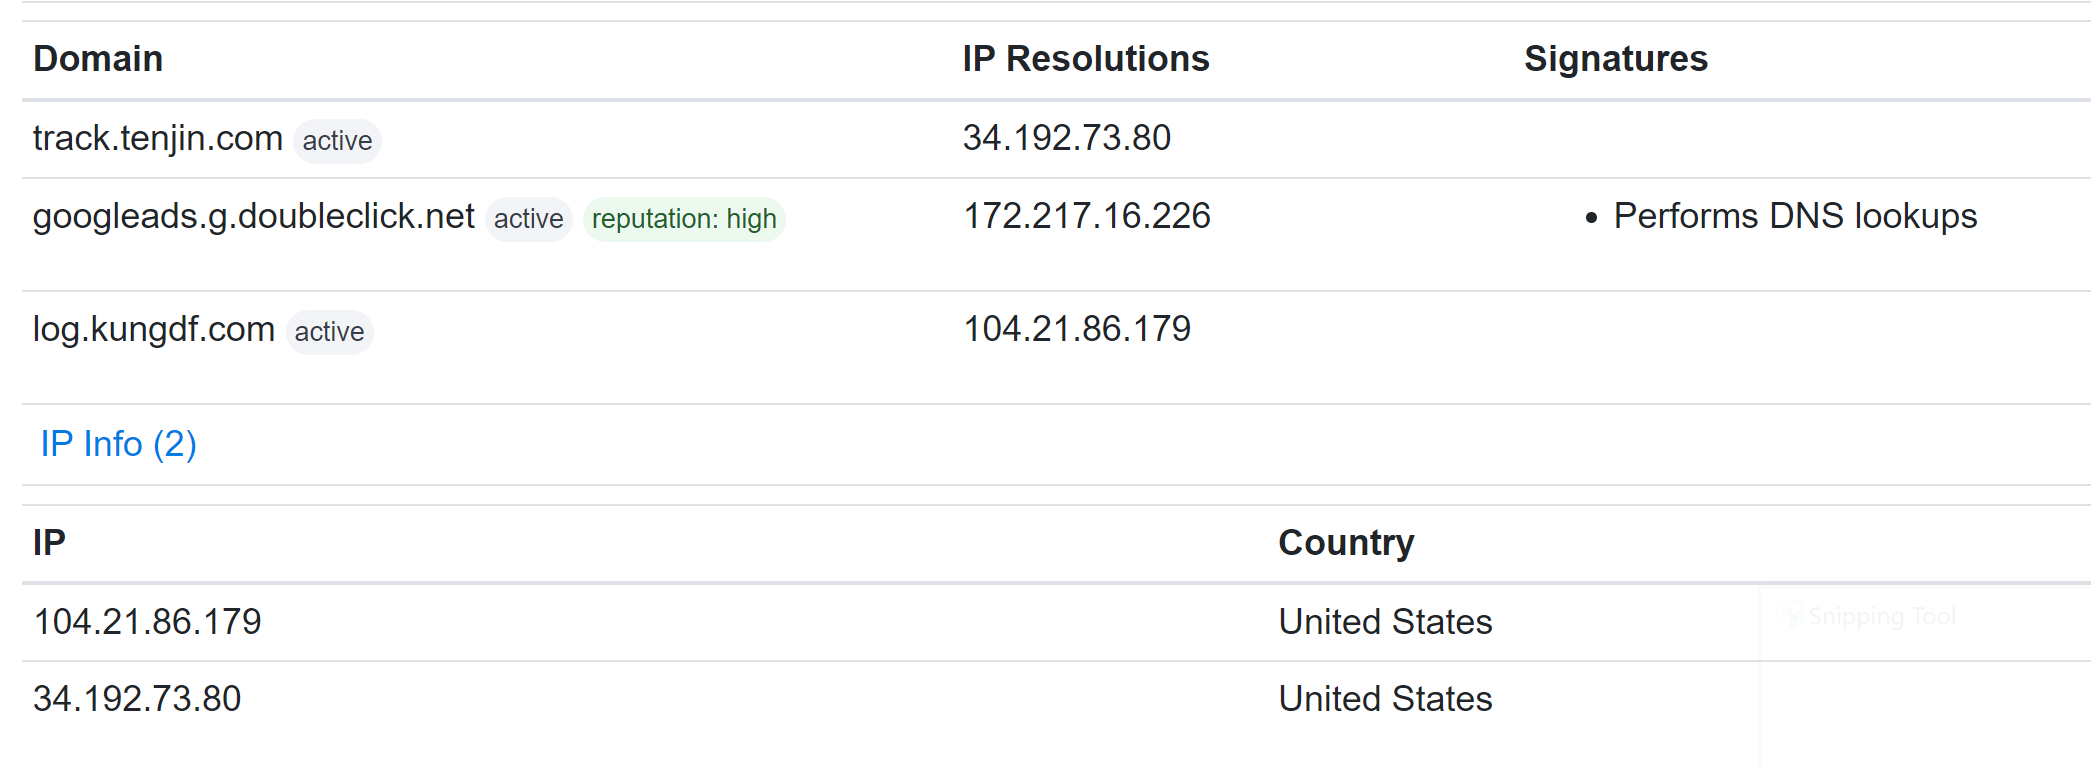 Domain IP Resolutions Signatures
track.tenjin.com active 34.192.73.80
googleads.g.doubleclick.net active reputation: high 172.217.16.226 • Performs DNS lookups
log.kungdf.com active 104.21.86.179
IP Info (2)
IP Country
104.21.86.179 United States
Snipping Tool
34.192.73.80 United States